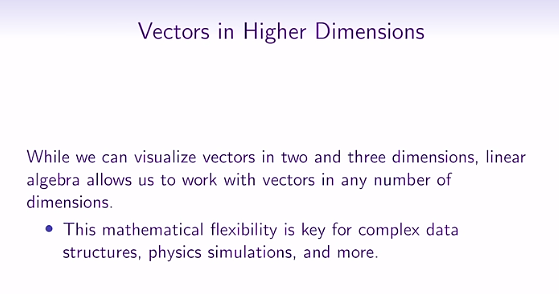 Vectors in Higher Dimensions
While we can visualize vectors in two and three dimensions, linear
algebra allows us to work with vectors in any number of
dimensions.
• This mathematical flexibility is key for complex data
structures, physics simulations, and more.